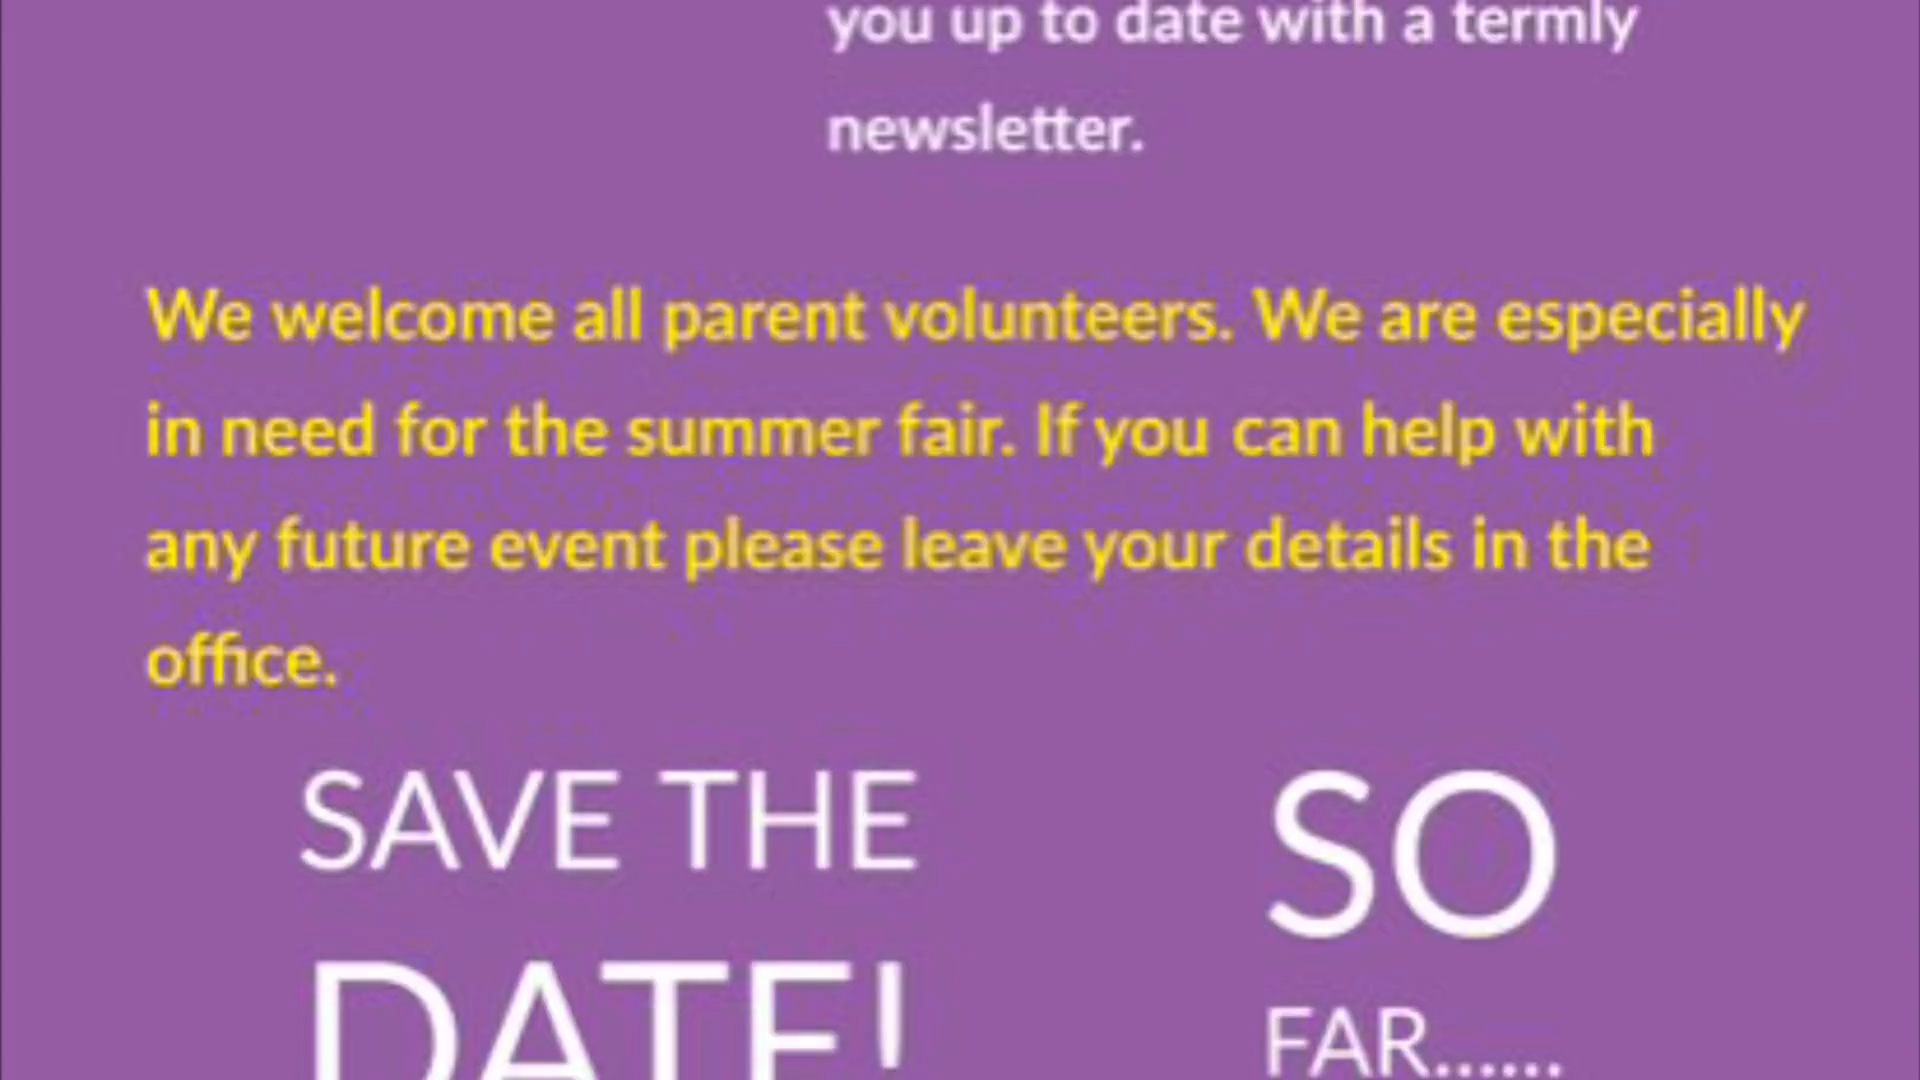 you up to date with a termly
newsletter.
We welcome all parent volunteers. We are especially
in need for the summer fair. If you can help with
any future event please leave your details in the
office.
SAVE THE
DATE!
SO
FAR......